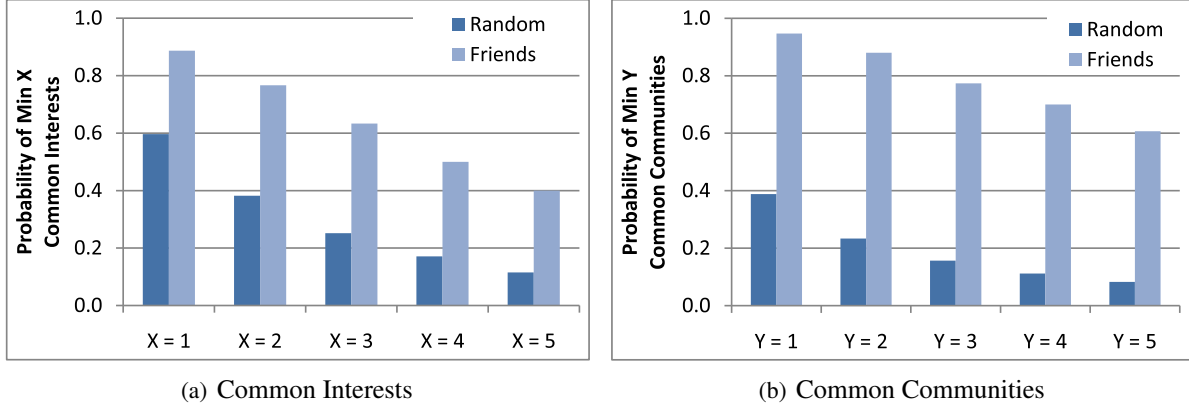 Probability of Min X
Common Interests
1.0
0.8
0.6
0.4
0.2
0.0
Random
Friends
X = 1
X = 2
X = 3
X = 4
X = 5
(a) Common Interests
Probability of Min Y
Common Communities
1.0
0.8
0.6
0.4
0.2
0.0
Random
Friends
Y = 1
Y = 2
Y = 3
Y = 4
Y = 5
(b) Common Communities